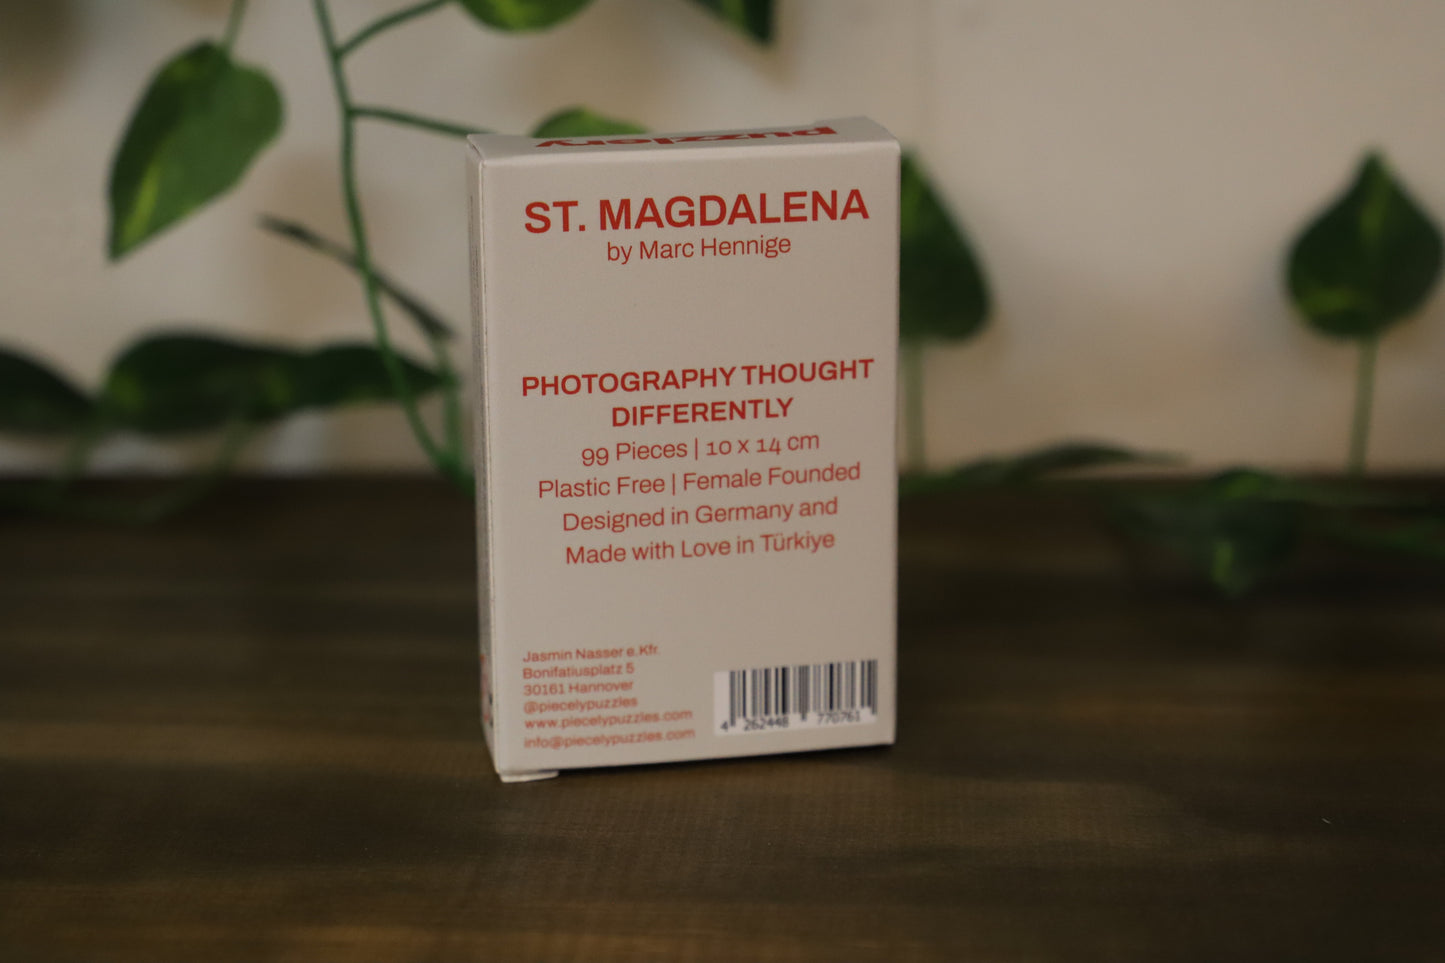 puzzlory
ST. MAGDALENA
by Marc Hennige
PHOTOGRAPHY THOUGHT
DIFFERENTLY
99 Pieces | 10 x 14 cm
Plastic Free | Female Founded
Designed in Germany and
Made with Love in Türkiye
Jasmin Nasser e.Kfr.
Bonifatiusplatz 5
30161 Hannover
@piecelypuzzles
www.piecelypuzzles.com
info@piecelypuzzles.com
4 262448 770761